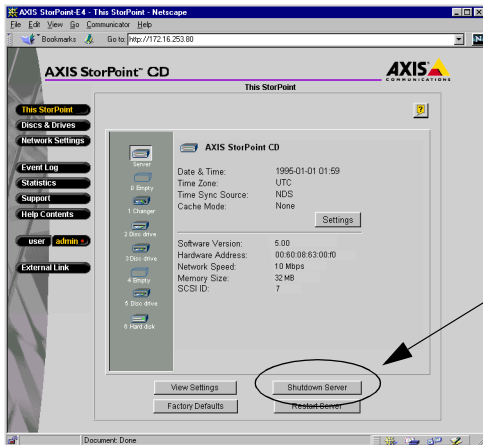 AXIS StorPoint-E4 - This StorPoint - Netscape
File Edit View Go Communicator Help
Bookmarks Go to: http://172.16.253.80
N
AXIS StorPoint™ CD
AXIS
COMMUNICATIONS
This StorPoint
This StorPoint
Discs & Drives
Network Settings
Event Log
Statistics
Support
Help Contents
user admin
External Link
?
Server
0 Empty
1 Changer
2 Disc drive
3 Disc drive
4 Empty
5 Disc drive
6 Hard disk
AXIS StorPoint CD
Date & Time: 1995-01-01 01:59
Time Zone: UTC
Time Sync Source: NDS
Cache Mode: None
Settings
Software Version: 5.00
Hardware Address: 00:60:08:63:00:f0
Network Speed: 10 Mbps
Memory Size: 32 MB
SCSI ID: 7
View Settings Shutdown Server
Factory Defaults Restart Server
Document: Done